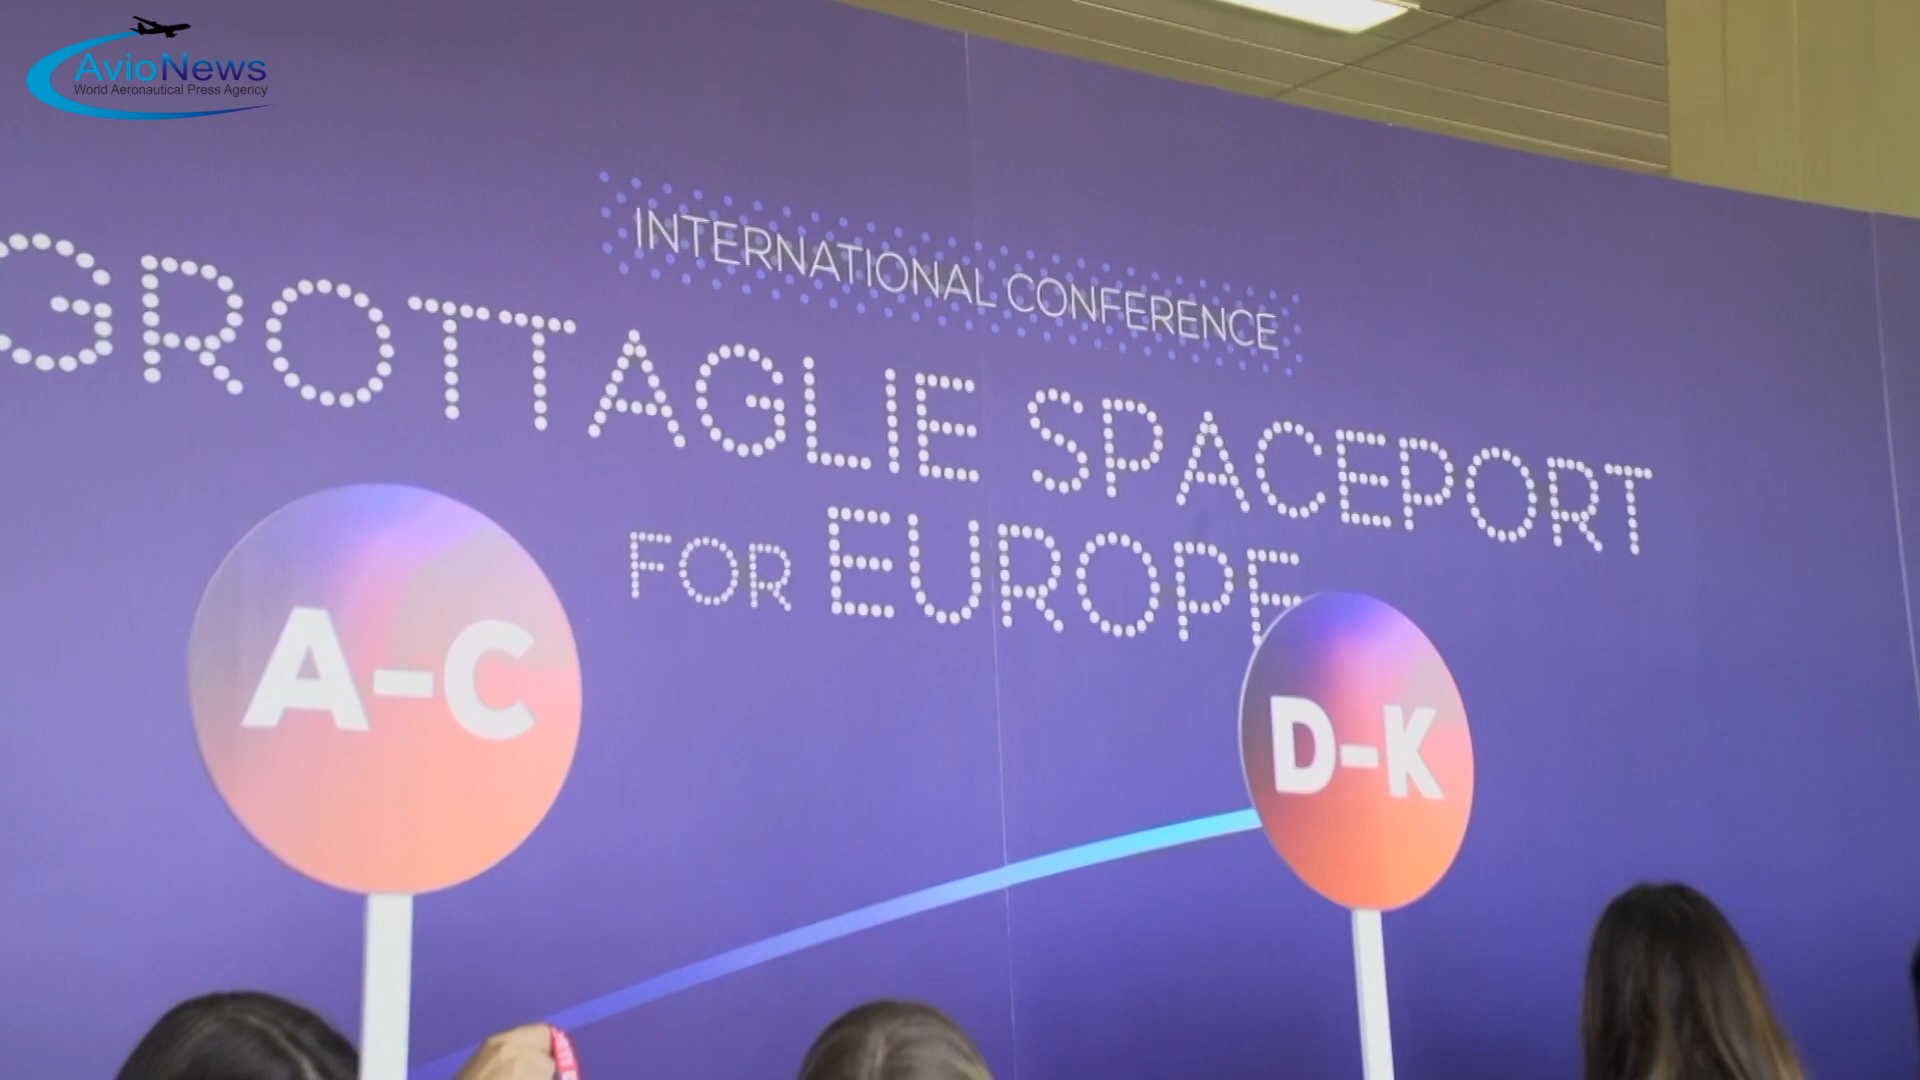 AvioNews
World Aeronautical Press Agency
INTERNATIONAL CONFERENCE
GROTTAGLIE SPACEPORT
FOR EUROPE
A-C
D-K